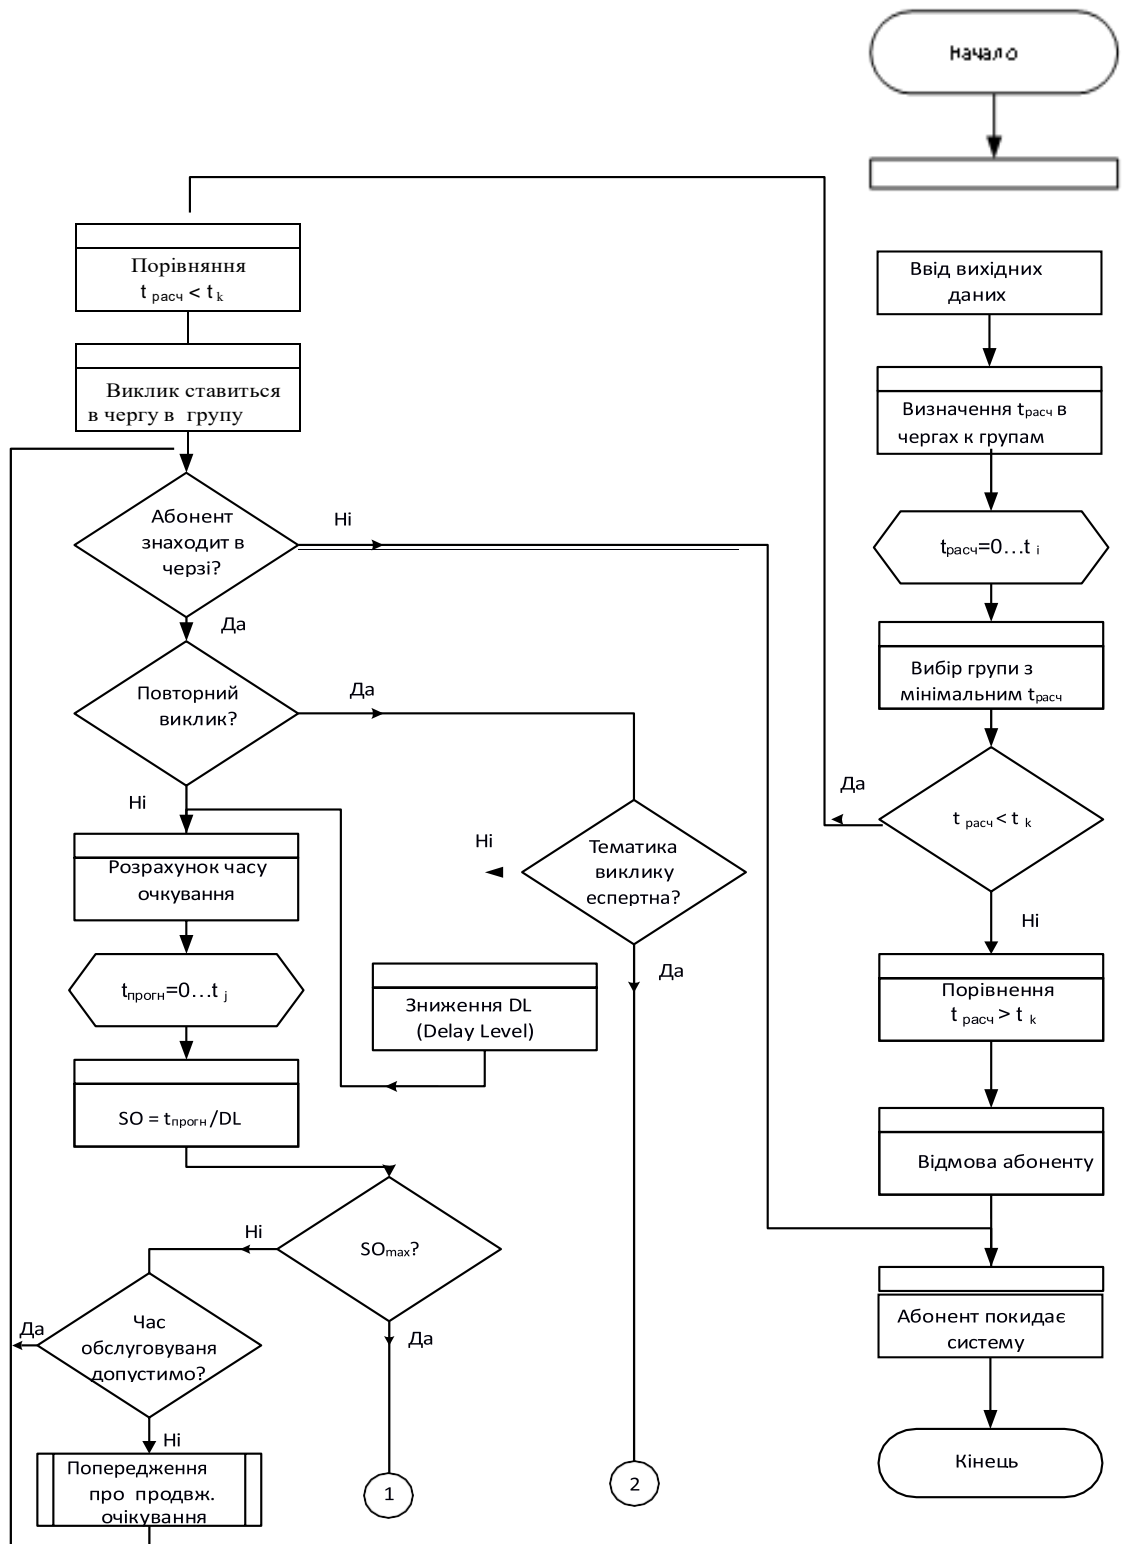 Начало
Ввід вихідних
даних
Визначення tрасч в
чергах к групам
tрасч=0...t i
Вибір групи з
мінімальним tрасч
t расч < t k
Да
Ні
Порівнення
t расч > t k
Відмова абоненту
Абонент покидає
систему
Кінець
Порівняння
t расч < t k
Виклик ставиться
в чергу в групу
Абонент
знаходит в
черзі?
Ні
Да
Повторний
виклик?
Да
Ні
Тематика
виклику
еспертна?
Ні
Да
2
Розрахунок часу
очкування
tпрогн=0...t j
Зниження DL
(Delay Level)
SO = tпрогн /DL
SOmax?
Ні
Да
1
Час
обслуговуваня
допустимо?
Да
Ні
Попередження
про продвж.
очікування